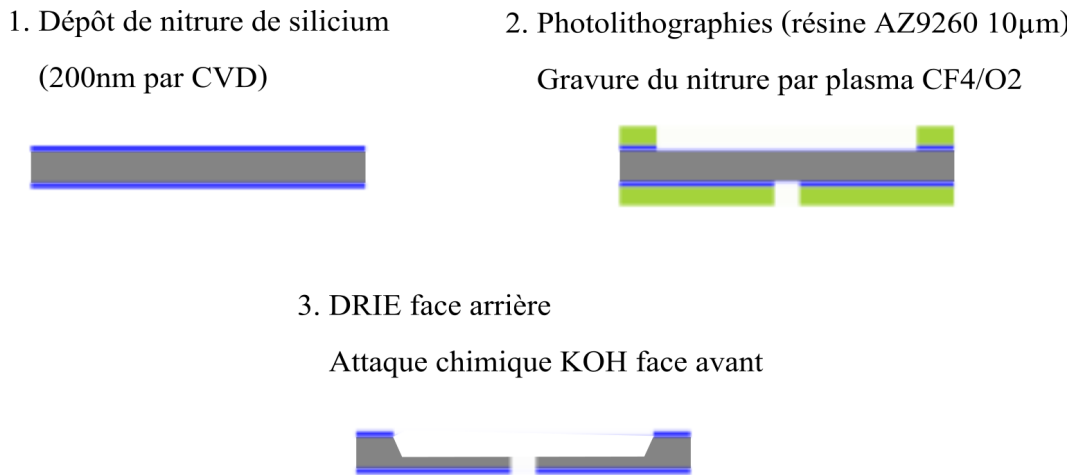 1. Dépôt de nitrure de silicium
(200nm par CVD)
2. Photolithographies (résine AZ9260 10µm)
Gravure du nitrure par plasma CF4/O2
3. DRIE face arrière
Attaque chimique KOH face avant